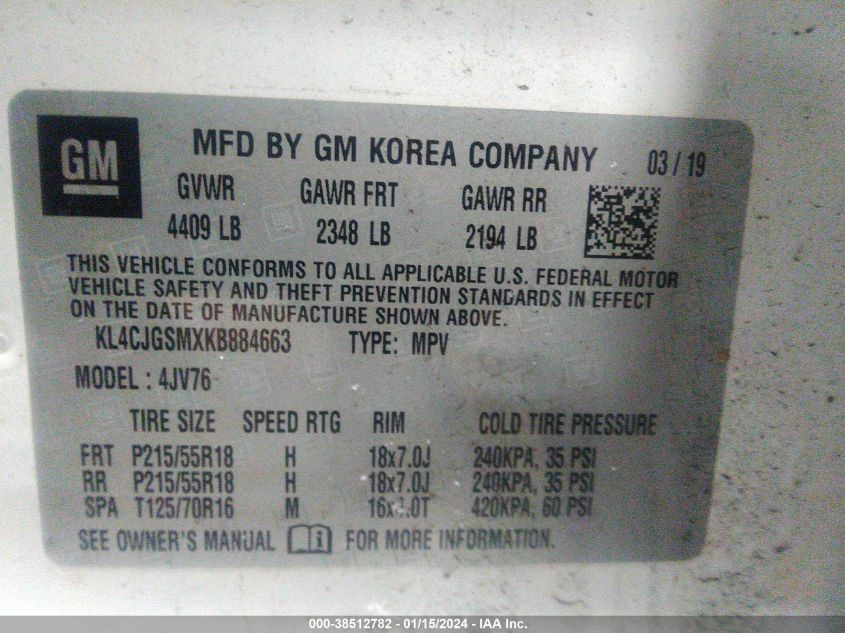 GM
MFD BY GM KOREA COMPANY 03 / 19
GVWR GAWR FRT GAWR RR
4409 LB 2348 LB 2194 LB
THIS VEHICLE CONFORMS TO ALL APPLICABLE U.S. FEDERAL MOTOR
VEHICLE SAFETY AND THEFT PREVENTION STANDARDS IN EFFECT
ON THE DATE OF MANUFACTURE SHOWN ABOVE.
KL4CJGSMXKB884663 TYPE: MPV
MODEL : 4JV76
TIRE SIZE SPEED RTG RIM COLD TIRE PRESSURE
FRT P215/55R18 H 18x7.0J 240KPA, 35 PSI
RR P215/55R18 H 18x7.0J 240KPA, 35 PSI
SPA T125/70R16 M 420KPA, 60 PSI
SEE OWNER'S MANUAL i FOR MORE INFORMATION.
000-38512782 - 01/15/2024 - IAA, Inc.